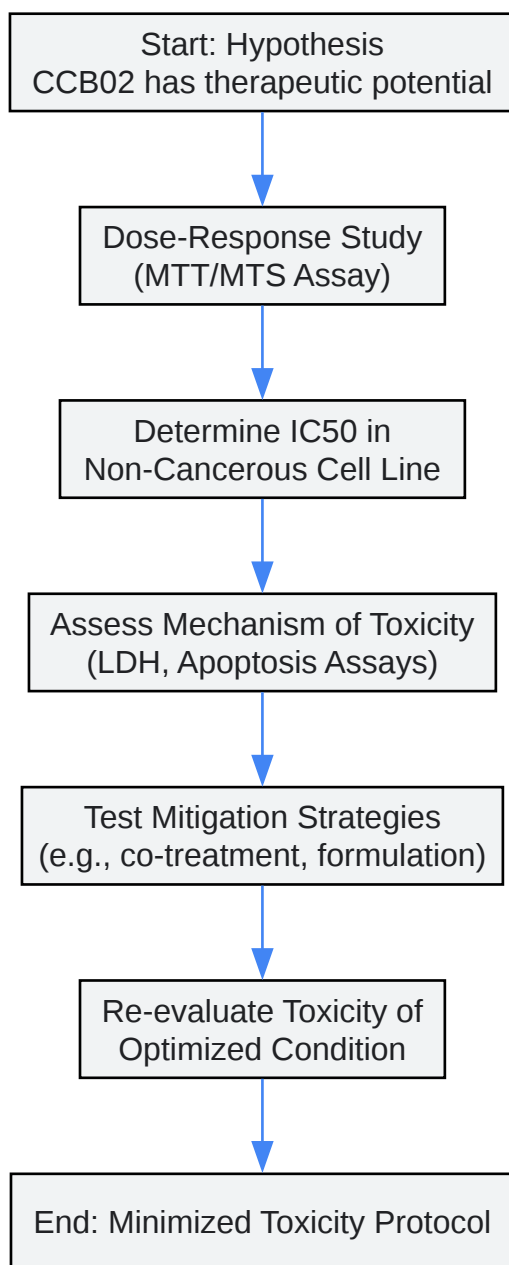 Start: Hypothesis
CCB02 has therapeutic potential
Dose-Response Study
(MTT/MTS Assay)
Determine IC50 in
Non-Cancerous Cell Line
Assess Mechanism of Toxicity
(LDH, Apoptosis Assays)
Test Mitigation Strategies
(e.g., co-treatment, formulation)
Re-evaluate Toxicity of
Optimized Condition
End: Minimized Toxicity Protocol